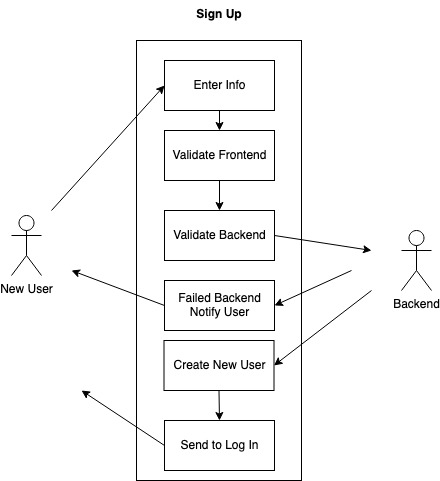 Sign Up
Enter Info
Validate Frontend
Validate Backend
New User
Backend
Failed Backend
Notify User
Create New User
Send to Log In